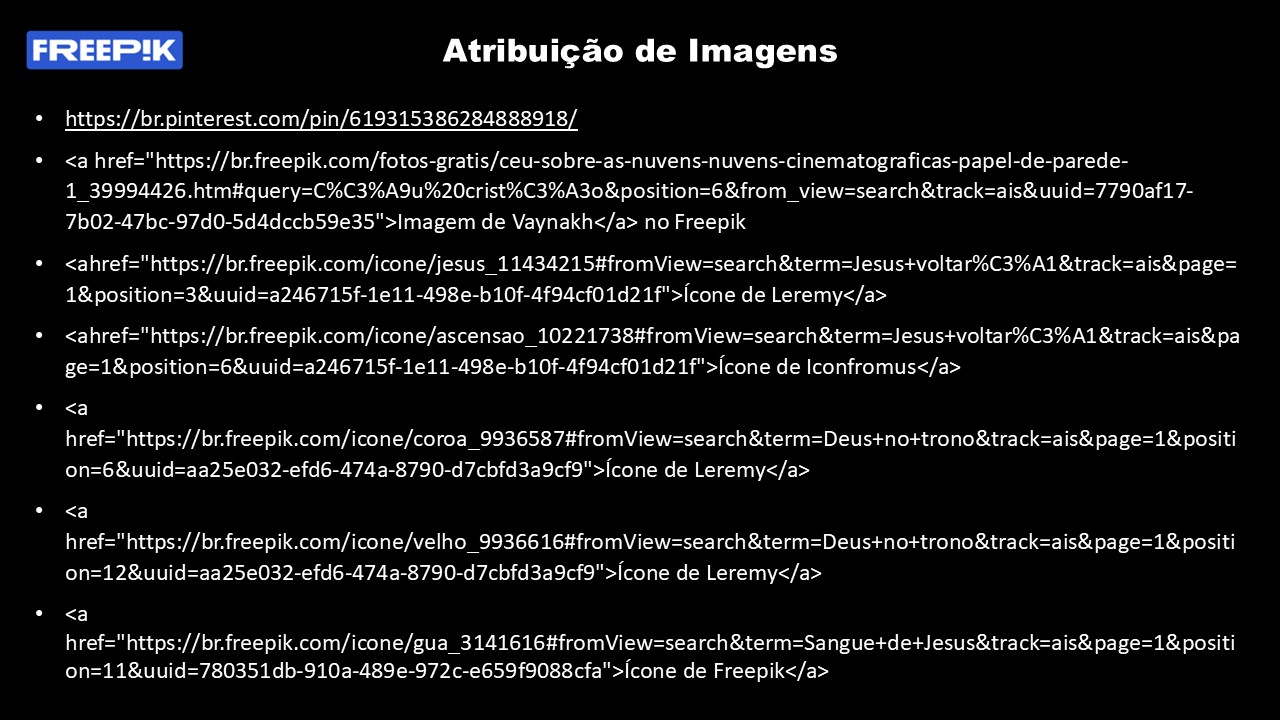 FREEP!K
Atribuição de Imagens
• https://br.pinterest.com/pin/619315386284888918/
• <a href="https://br.freepik.com/fotos-gratis/ceu-sobre-as-nuvens-nuvens-cinematograficas-papel-de-parede-
1_39994426.htm#query=C%C3%A9u%20crist%C3%A3o&position=6&from_view=search&track=ais&uuid=7790af17-
7b02-47bc-97d0-5d4dccb59e35">Imagem de Vaynakh</a> no Freepik
• <ahref="https://br.freepik.com/icone/jesus_11434215#fromView=search&term=Jesus+voltar%C3%A1&track=ais&page=
1&position=3&uuid=a246715f-1e11-498e-b10f-4f94cf01d21f">Ícone de Leremy</a>
• <ahref="https://br.freepik.com/icone/ascensao_10221738#fromView=search&term=Jesus+voltar%C3%A1&track=ais&pa
ge=1&position=6&uuid=a246715f-1e11-498e-b10f-4f94cf01d21f">Ícone de Iconfromus</a>
• <a
href="https://br.freepik.com/icone/coroa_9936587#fromView=search&term=Deus+no+trono&track=ais&page=1&positi
on=6&uuid=aa25e032-efd6-474a-8790-d7cbfd3a9cf9">Ícone de Leremy</a>
• <a
href="https://br.freepik.com/icone/velho_9936616#fromView=search&term=Deus+no+trono&track=ais&page=1&positi
on=12&uuid=aa25e032-efd6-474a-8790-d7cbfd3a9cf9">Ícone de Leremy</a>
• <a
href="https://br.freepik.com/icone/gua_3141616#fromView=search&term=Sangue+de+Jesus&track=ais&page=1&positi
on=11&uuid=780351db-910a-489e-972c-e659f9088cfa">Ícone de Freepik</a>